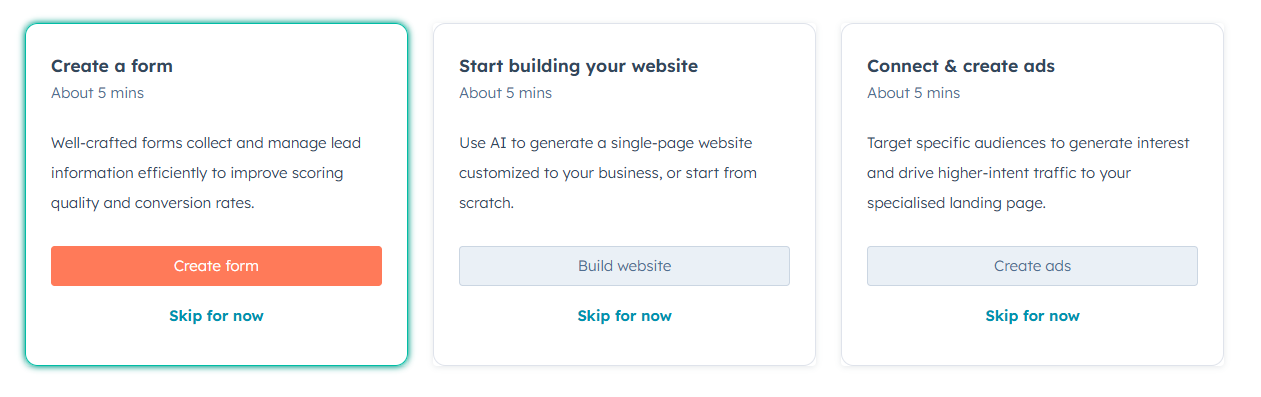 Create a form
About 5 mins
Well-crafted forms collect and manage lead
information efficiently to improve scoring
quality and conversion rates.
Create form
Skip for now
Start building your website
About 5 mins
Use AI to generate a single-page website
customized to your business, or start from
scratch.
Build website
Skip for now
Connect & create ads
About 5 mins
Target specific audiences to generate interest
and drive higher-intent traffic to your
specialised landing page.
Create ads
Skip for now